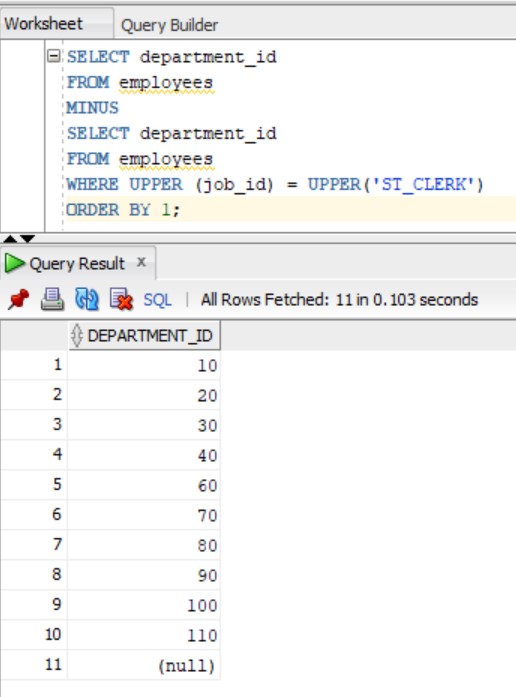 Worksheet Query Builder
SELECT department_id
FROM employees
MINUS
SELECT department_id
FROM employees
WHERE UPPER (job_id) = UPPER('ST_CLERK')
ORDER BY 1;
Query Result x
SQL | All Rows Fetched: 11 in 0.103 seconds
DEPARTMENT_ID
1 10
2 20
3 30
4 40
5 60
6 70
7 80
8 90
9 100
10 110
11 (null)